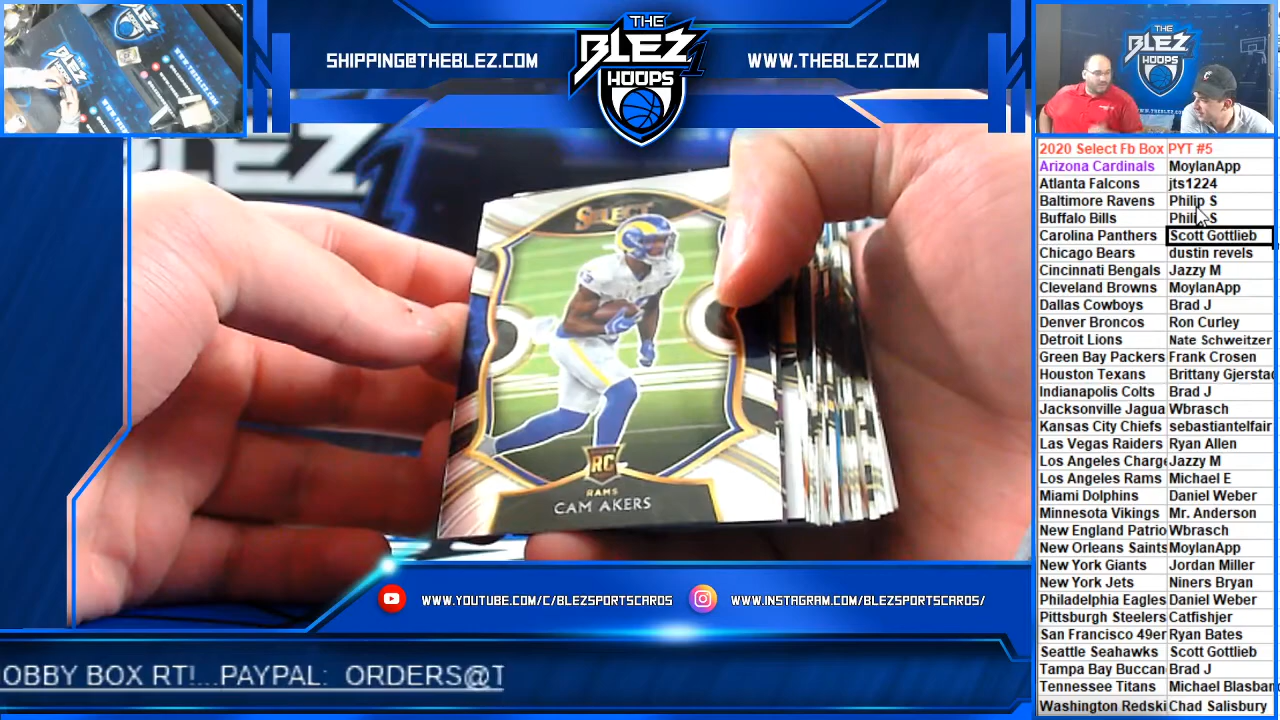 SHIPPING@THEBLEZ.COM
THE
BLEZ 1
HOOPS
WWW.THEBLEZ.COM
SELECT
RC
RAMS
CAM AKERS
2020 Select Fb Box PYT #5
Arizona Cardinals MoylanApp
Atlanta Falcons jts1224
Baltimore Ravens Philip S
Buffalo Bills S
Carolina Panthers Scott Gottlieb
Chicago Bears dustin revels
Cincinnati Bengals Jazzy M
Cleveland Browns MoylanApp
Dallas Cowboys Brad J
Denver Broncos Ron Curley
Detroit Lions Nate Schweitzer
Green Bay Packers Frank Crosen
Houston Texans Brittany Gjerstad
Indianapolis Colts Brad J
Jacksonville Jagua Wbrasch
Kansas City Chiefs sebastiantelfair
Las Vegas Raiders Ryan Allen
Los Angeles Charge Jazzy M
Los Angeles Rams Michael E
Miami Dolphins Daniel Weber
Minnesota Vikings Mr. Anderson
New England Patrio Wbrasch
New Orleans Saints MoylanApp
New York Giants Jordan Miller
New York Jets Niners Bryan
Philadelphia Eagles Daniel Weber
Pittsburgh Steelers Catfishjer
San Francisco 49er Ryan Bates
Seattle Seahawks Scott Gottlieb
Tampa Bay Buccan Brad J
Tennessee Titans Michael Blasban
Washington Redski Chad Salisbury
WWW.YOUTUBE.COM/C/BLEZSPORTSCARDS
WWW.INSTAGRAM.COM/BLEZSPORTSCARDS/
OBBY BOX RT!...PAYPAL: ORDERS@T